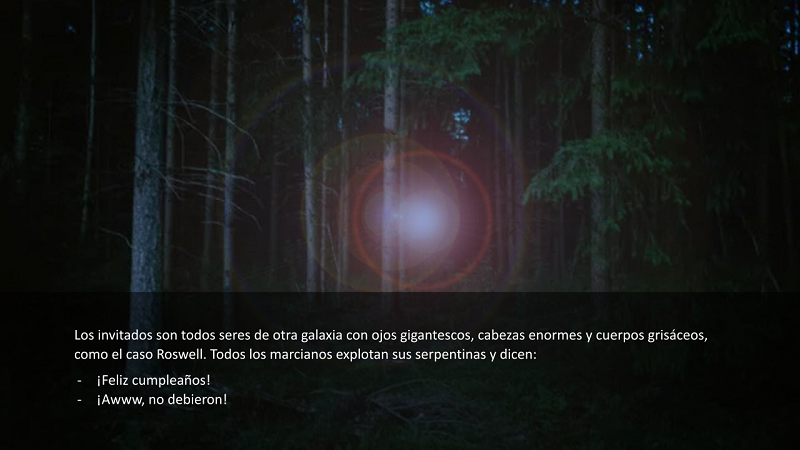 Los invitados son todos seres de otra galaxia con ojos gigantescos, cabezas enormes y cuerpos grisáceos,
como el caso Roswell. Todos los marcianos explotan sus serpentinas y dicen:
- ¡Feliz cumpleaños!
- ¡Awww, no debieron!